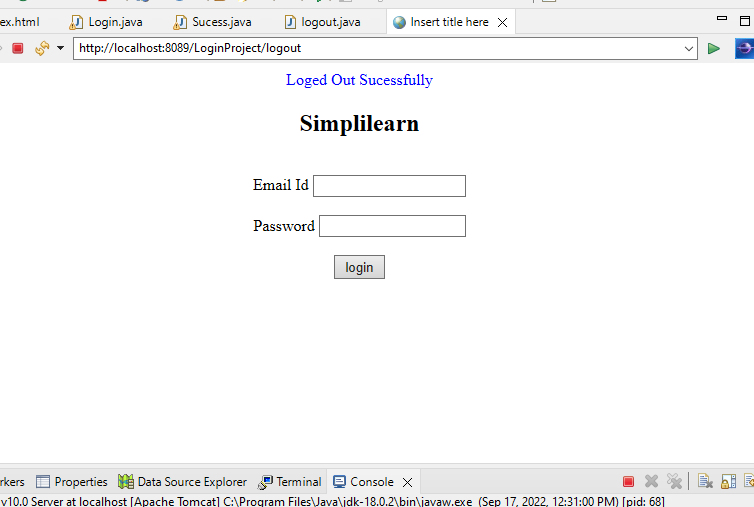 ex.html Login.java Sucess.java logout.java Insert title here
http://localhost:8089/LoginProject/logout
Loged Out Sucessfully
Simplilearn
Email Id
Password
login
rkers Properties Data Source Explorer Terminal Console
v10.0 Server at localhost [Apache Tomcat] C:\Program Files\Java\jdk-18.0.2\bin\javaw.exe (Sep 17, 2022, 12:31:00 PM) [pid: 68]